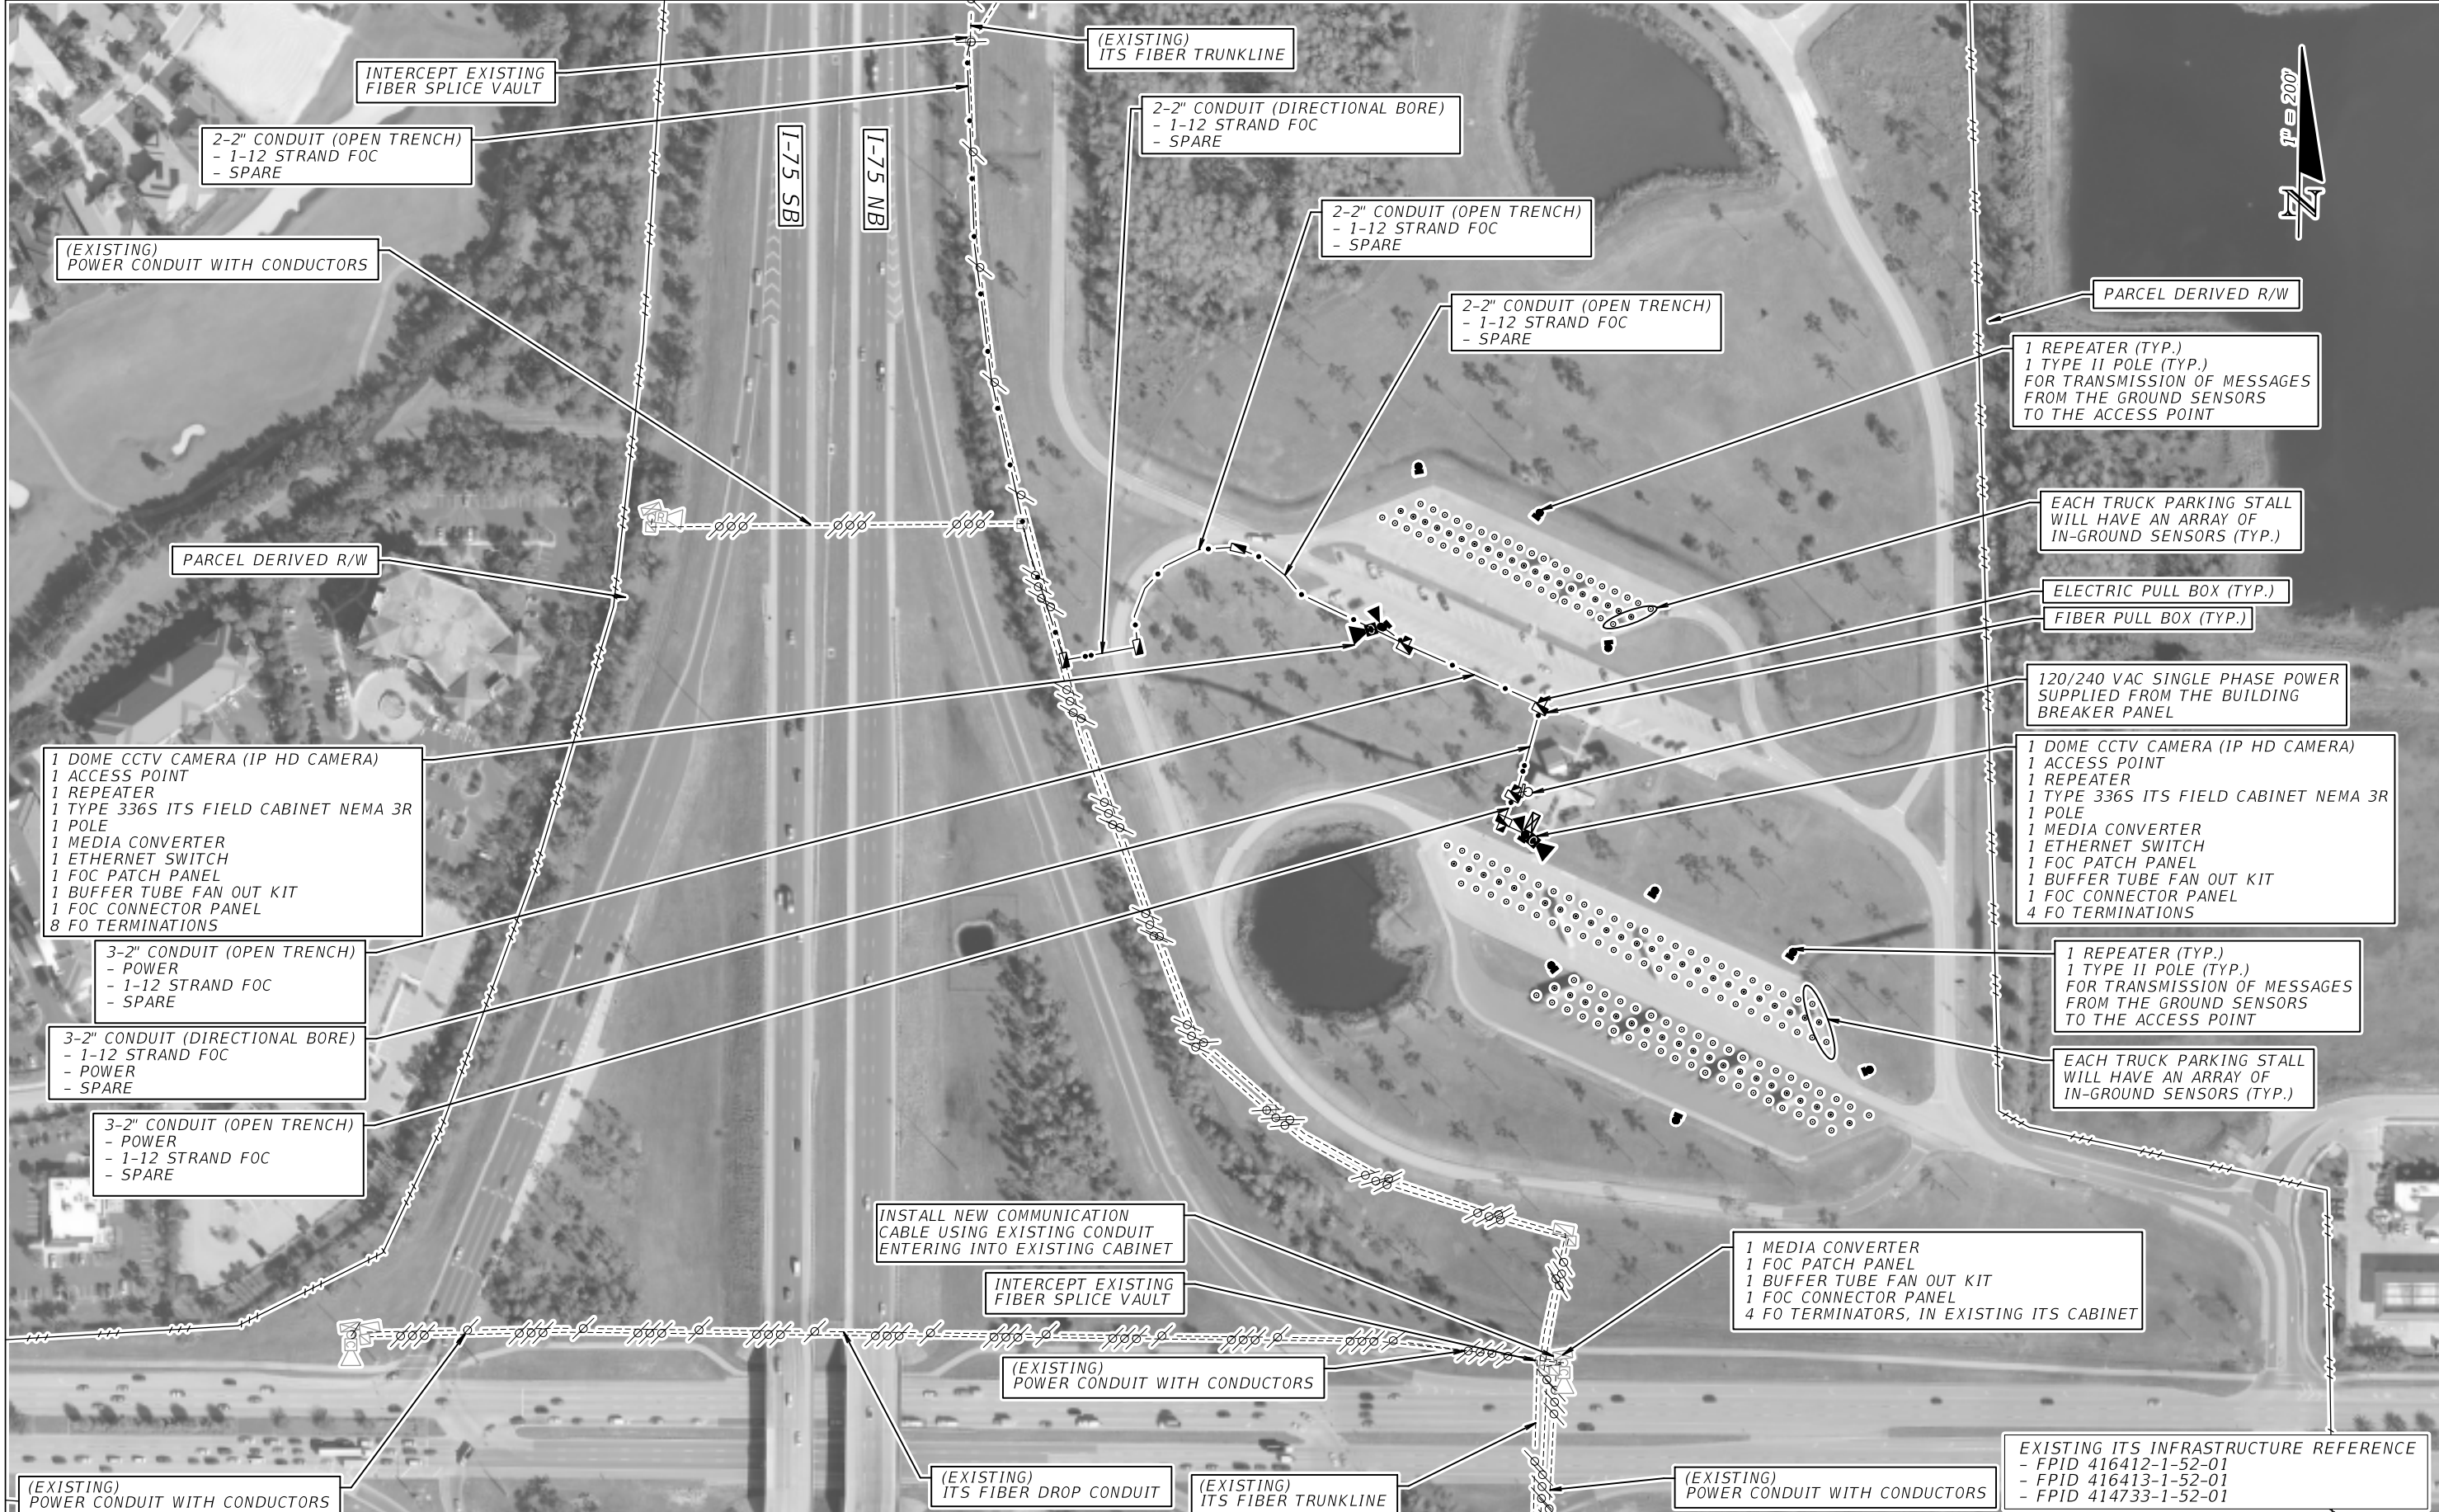 (EXISTING)
ITS FIBER TRUNKLINE
INTERCEPT EXISTING
FIBER SPLICE VAULT
2-2" CONDUIT (OPEN TRENCH)
- 1-12 STRAND FOC
- SPARE
I-75 SB
I-75 NB
2-2" CONDUIT (DIRECTIONAL BORE)
- 1-12 STRAND FOC
- SPARE
1" = 200'
N
2-2" CONDUIT (OPEN TRENCH)
- 1-12 STRAND FOC
- SPARE
(EXISTING)
POWER CONDUIT WITH CONDUCTORS
2-2" CONDUIT (OPEN TRENCH)
- 1-12 STRAND FOC
- SPARE
PARCEL DERIVED R/W
1 REPEATER (TYP.)
1 TYPE II POLE (TYP.)
FOR TRANSMISSION OF MESSAGES
FROM THE GROUND SENSORS
TO THE ACCESS POINT
EACH TRUCK PARKING STALL
WILL HAVE AN ARRAY OF
IN-GROUND SENSORS (TYP.)
PARCEL DERIVED R/W
ELECTRIC PULL BOX (TYP.)
FIBER PULL BOX (TYP.)
120/240 VAC SINGLE PHASE POWER
SUPPLIED FROM THE BUILDING
BREAKER PANEL
1 DOME CCTV CAMERA (IP HD CAMERA)
1 ACCESS POINT
1 REPEATER
1 TYPE 336S ITS FIELD CABINET NEMA 3R
1 POLE
1 MEDIA CONVERTER
1 ETHERNET SWITCH
1 FOC PATCH PANEL
1 BUFFER TUBE FAN OUT KIT
1 FOC CONNECTOR PANEL
8 FO TERMINATIONS
1 DOME CCTV CAMERA (IP HD CAMERA)
1 ACCESS POINT
1 REPEATER
1 TYPE 336S ITS FIELD CABINET NEMA 3R
1 POLE
1 MEDIA CONVERTER
1 ETHERNET SWITCH
1 FOC PATCH PANEL
1 BUFFER TUBE FAN OUT KIT
1 FOC CONNECTOR PANEL
4 FO TERMINATIONS
3-2" CONDUIT (OPEN TRENCH)
- POWER
- 1-12 STRAND FOC
- SPARE
1 REPEATER (TYP.)
1 TYPE II POLE (TYP.)
FOR TRANSMISSION OF MESSAGES
FROM THE GROUND SENSORS
TO THE ACCESS POINT
3-2" CONDUIT (DIRECTIONAL BORE)
- 1-12 STRAND FOC
- POWER
- SPARE
EACH TRUCK PARKING STALL
WILL HAVE AN ARRAY OF
IN-GROUND SENSORS (TYP.)
3-2" CONDUIT (OPEN TRENCH)
- POWER
- 1-12 STRAND FOC
- SPARE
INSTALL NEW COMMUNICATION
CABLE USING EXISTING CONDUIT
ENTERING INTO EXISTING CABINET
1 MEDIA CONVERTER
1 FOC PATCH PANEL
1 BUFFER TUBE FAN OUT KIT
1 FOC CONNECTOR PANEL
4 FO TERMINATORS, IN EXISTING ITS CABINET
INTERCEPT EXISTING
FIBER SPLICE VAULT
(EXISTING)
POWER CONDUIT WITH CONDUCTORS
(EXISTING)
POWER CONDUIT WITH CONDUCTORS
(EXISTING)
ITS FIBER DROP CONDUIT
(EXISTING)
ITS FIBER TRUNKLINE
(EXISTING)
POWER CONDUIT WITH CONDUCTORS
EXISTING ITS INFRASTRUCTURE REFERENCE
- FPID 416412-1-52-01
- FPID 416413-1-52-01
- FPID 414733-1-52-01